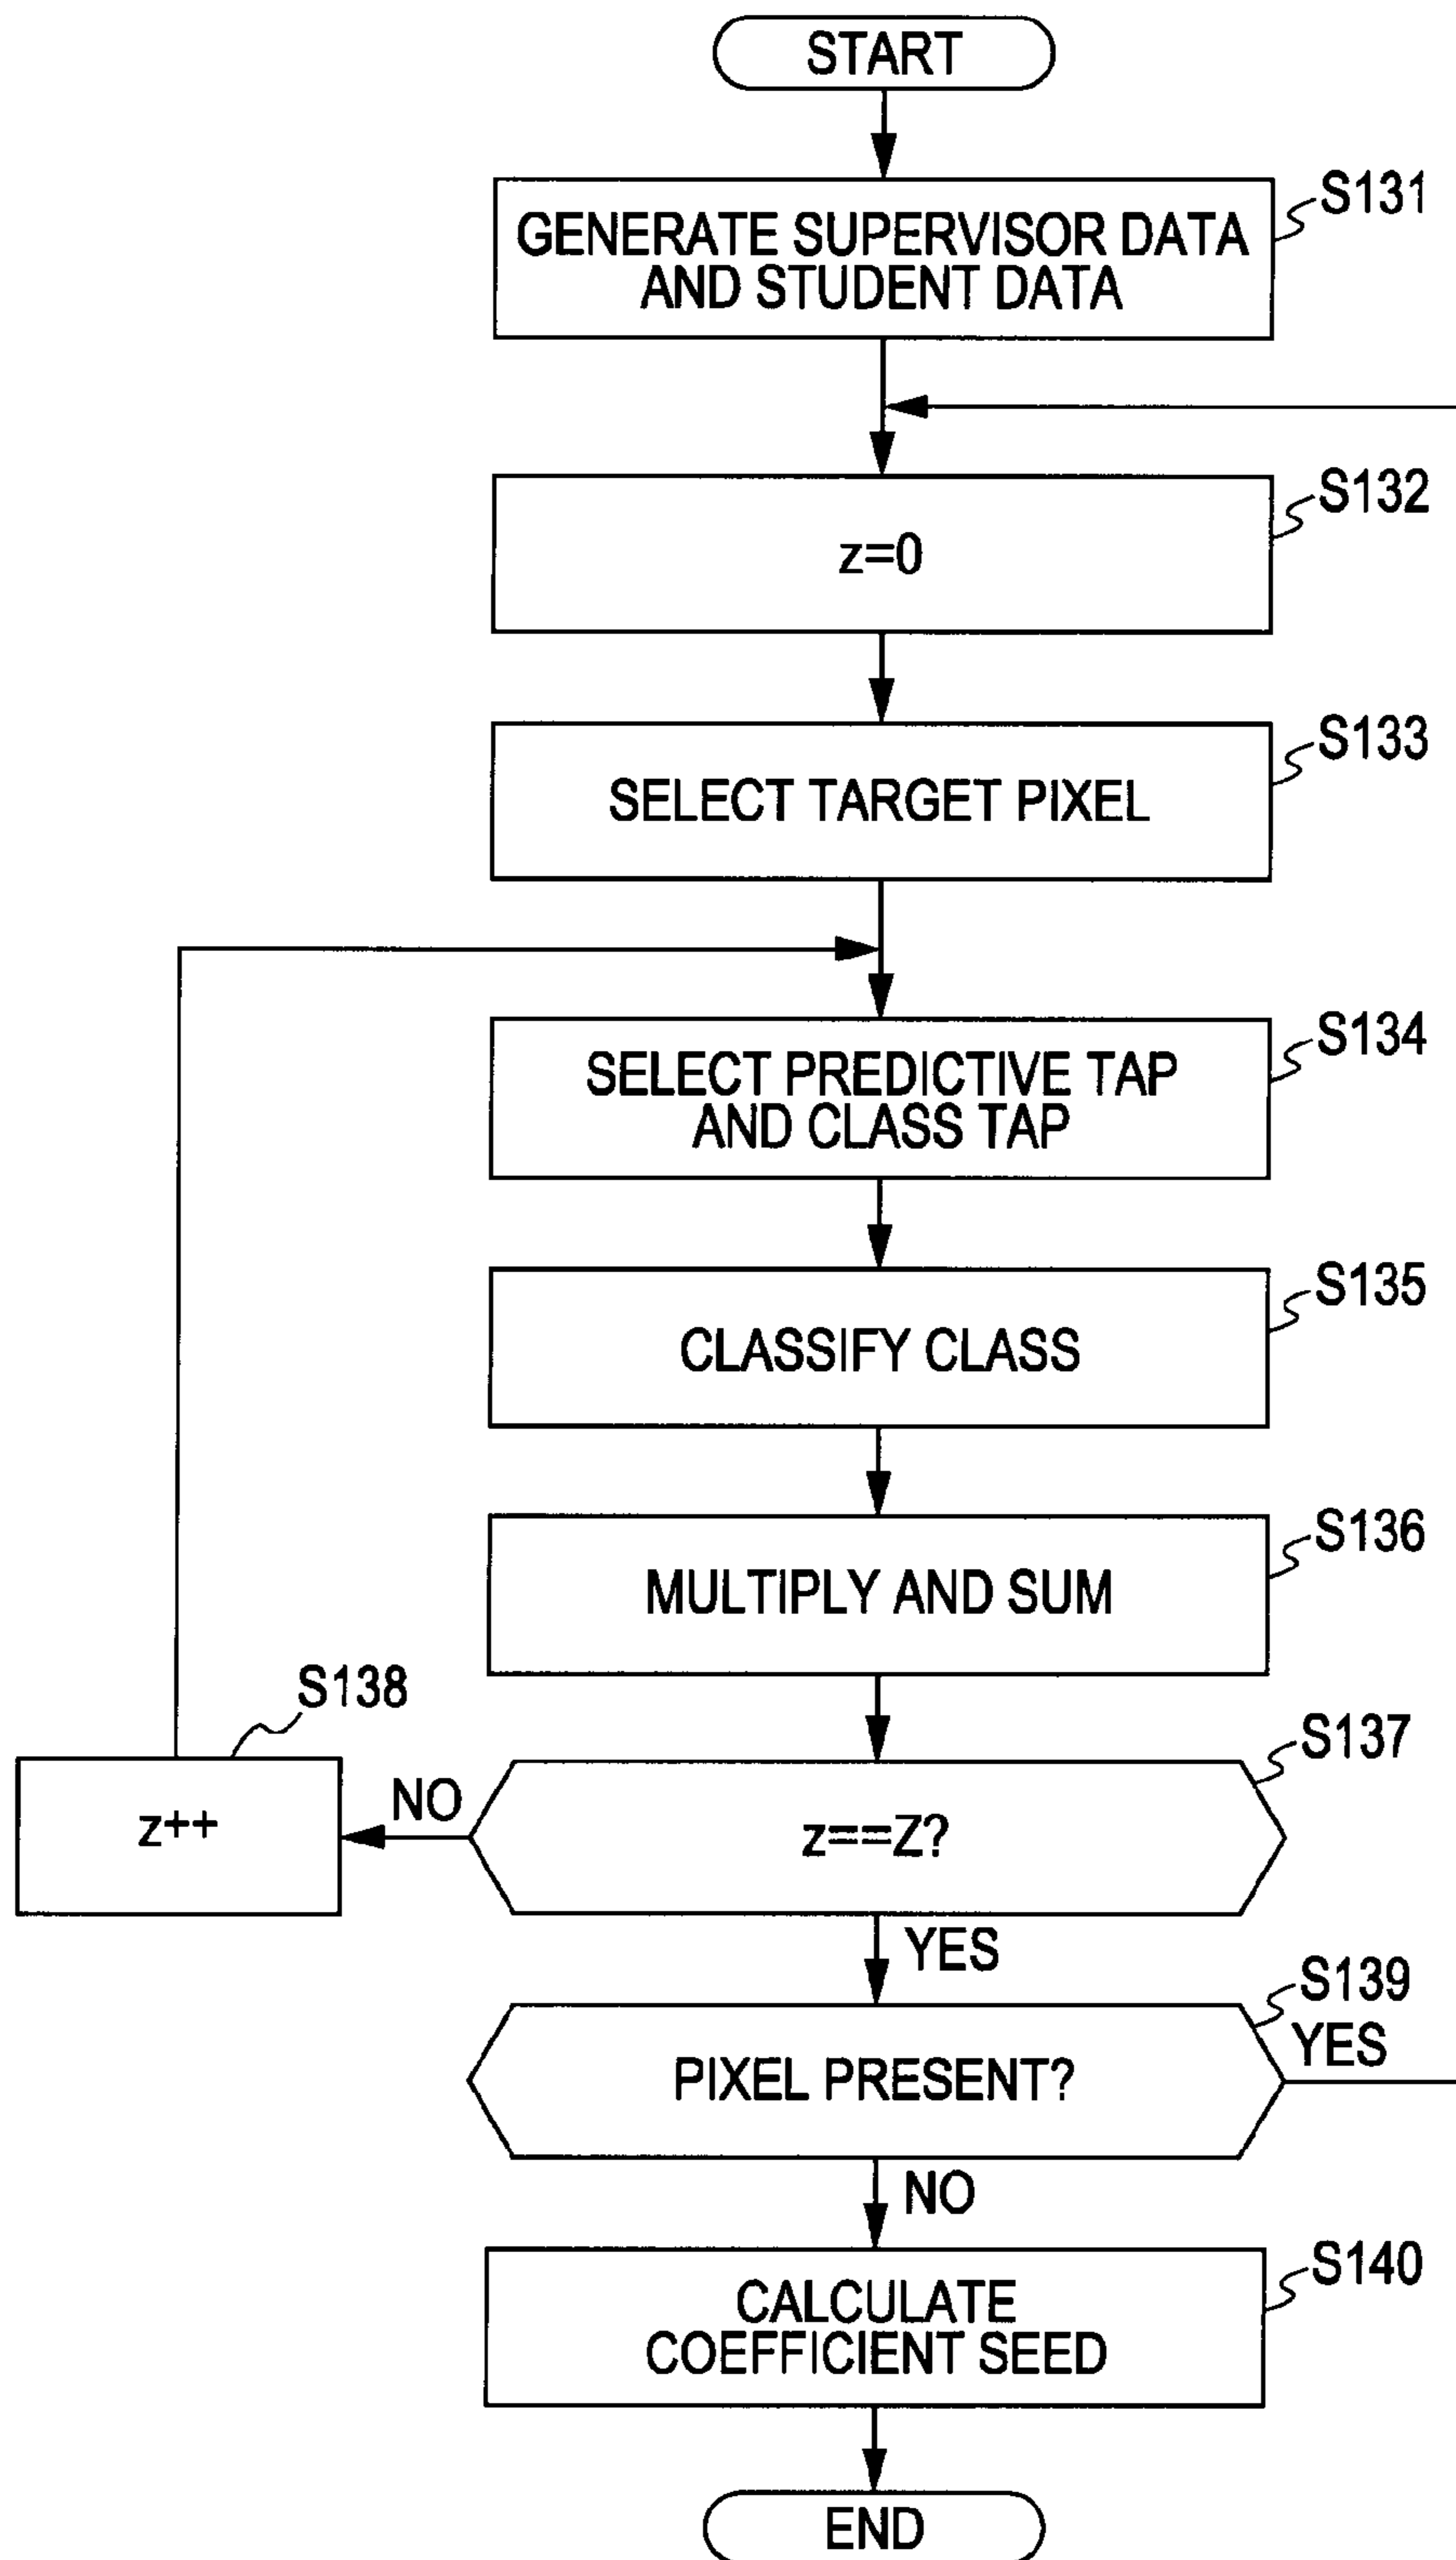 START
S131
GENERATE SUPERVISOR DATA
AND STUDENT DATA
S132
z=0
S133
SELECT TARGET PIXEL
S134
SELECT PREDICTIVE TAP
AND CLASS TAP
S135
CLASSIFY CLASS
S136
MULTIPLY AND SUM
S138
z++
NO
S137
z==Z?
YES
S139
YES
PIXEL PRESENT?
NO
S140
CALCULATE
COEFFICIENT SEED
END